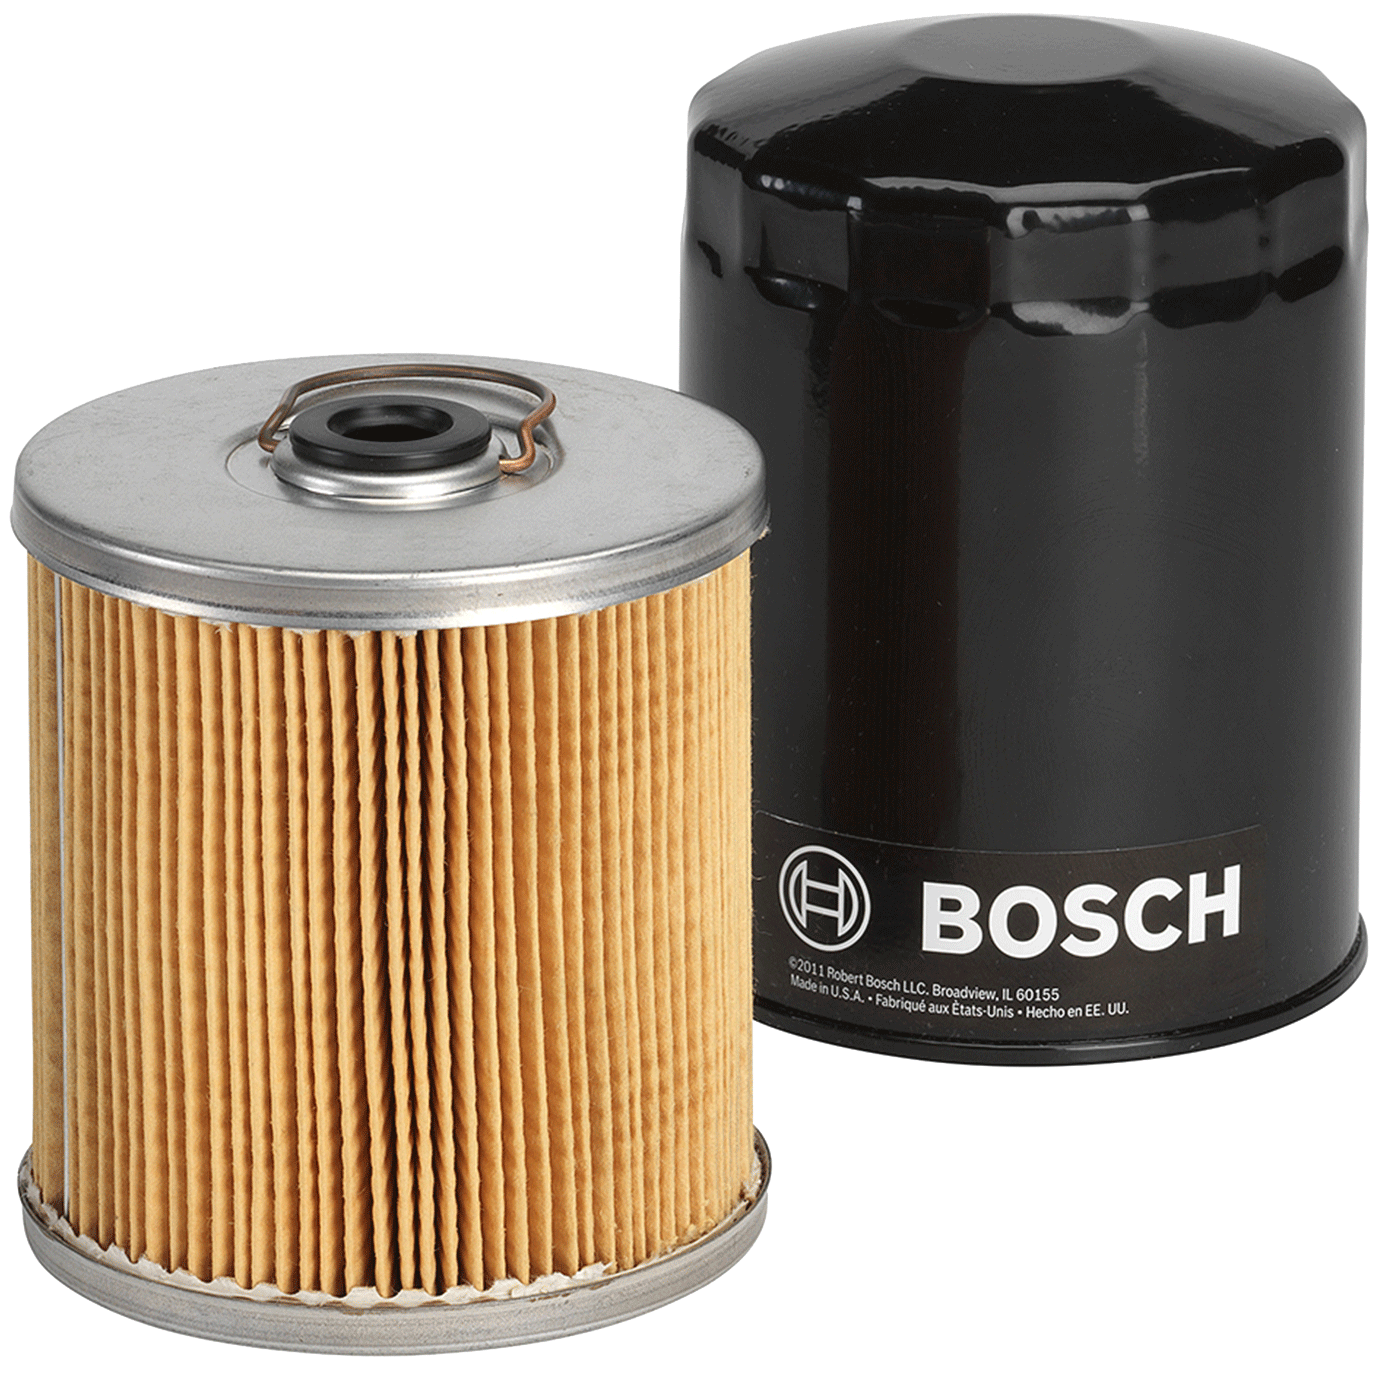 BOSCH
©2011 Robert Bosch LLC. Broadview, IL 60155
Made in U.S.A. • Fabriqué aux États-Unis • Hecho en EE. UU.